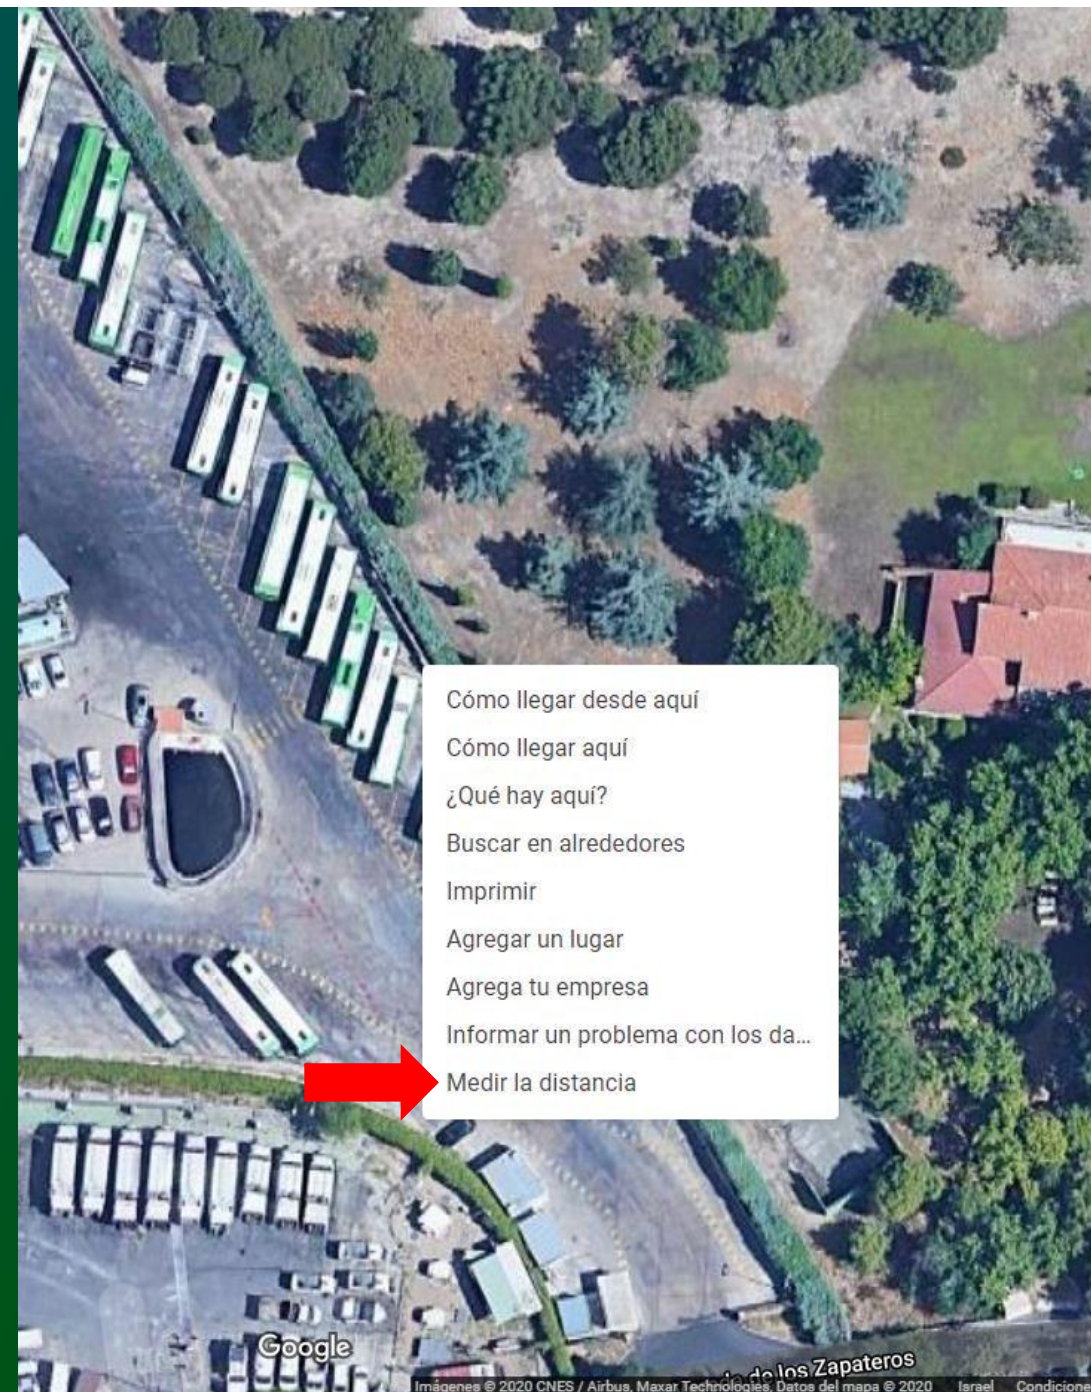 Cómo llegar desde aquí
Cómo llegar aquí
¿Qué hay aquí?
Buscar en alrededores
Imprimir
Agregar un lugar
Agrega tu empresa
Informar un problema con los da...
Medir la distancia
Google
de los Zapateros
Imágenes © 2020 CNES / Airbus, Maxar Technologies, Datos del mapa © 2020 Israel